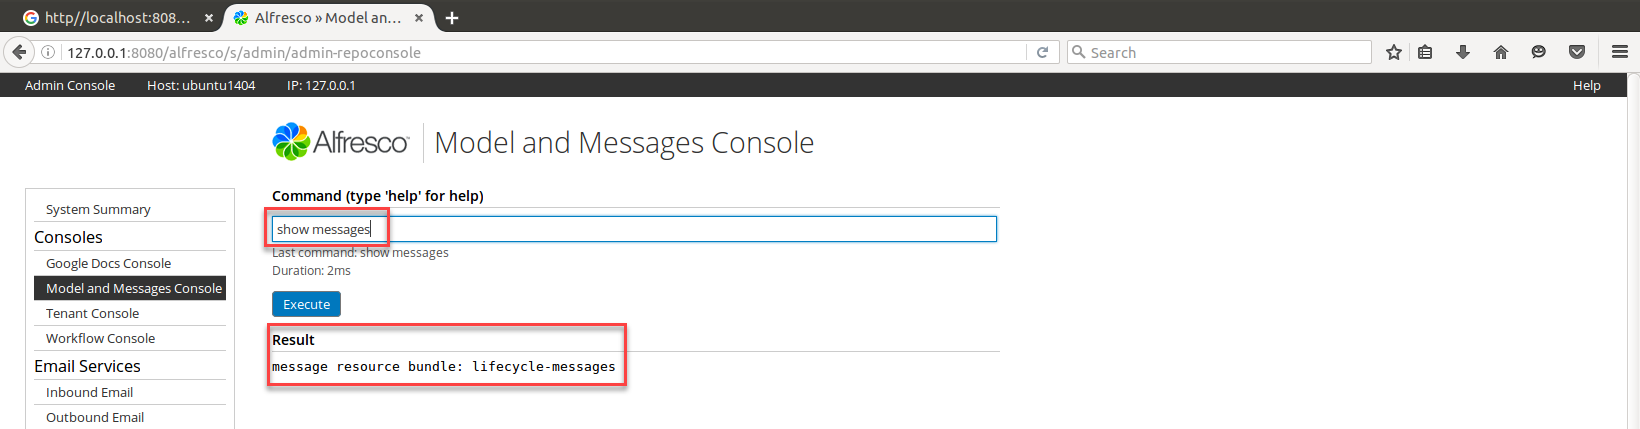 http://localhost:808... × Alfresco » Model an... × +
127.0.0.1:8080/alfresco/s/admin/admin-repoconsole Search
Admin Console Host: ubuntu1404 IP: 127.0.0.1 Help
Alfresco™ Model and Messages Console
Command (type 'help' for help)
show messages
Last command: show messages
Duration: 2ms
Execute
Result
message resource bundle: lifecycle-messages
System Summary
Consoles
Google Docs Console
Model and Messages Console
Tenant Console
Workflow Console
Email Services
Inbound Email
Outbound Email